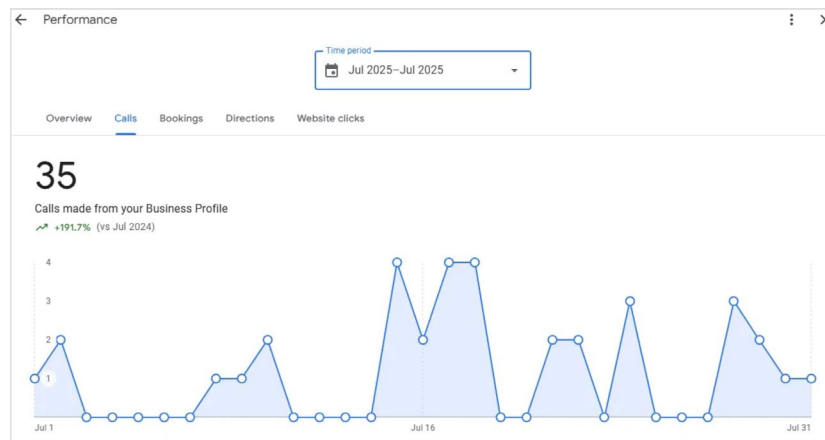 Performance
Time period
Jul 2025–Jul 2025
Overview Calls Bookings Directions Website clicks
35
Calls made from your Business Profile
+191.7% (vs Jul 2024)
4
3
2
1
Jul 1 Jul 16 Jul 31